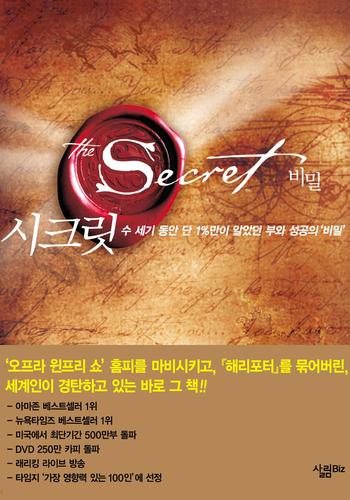 the Secret 비밀
시크릿 수 세기 동안 단 1%만이 알았던 부와 성공의 '비밀'
'오프라 윈프리 쇼' 홈피를 마비시키고, 『해리포터』를 묶어버린,
세계인이 경탄하고 있는 바로 그 책!!
- 아마존 베스트셀러 1위
- 뉴욕타임즈 베스트셀러 1위
- 미국에서 최단기간 500만부 돌파
- DVD 250만 카피 돌파
- 래리킹 라이브 방송
- 타임지 '가장 영향력 있는 100인'에 선정
살림Biz